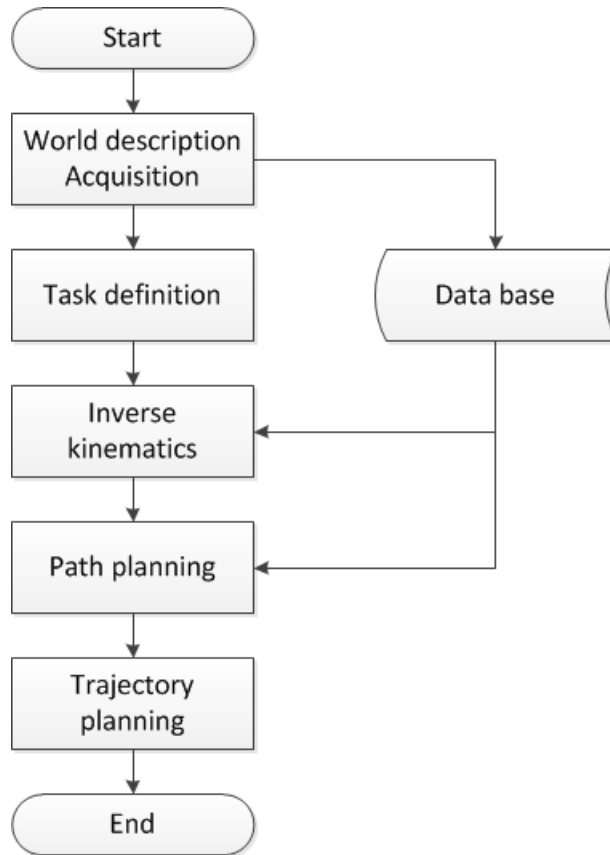 Start
World description
Acquisition
Task definition
Data base
Inverse
kinematics
Path planning
Trajectory
planning
End